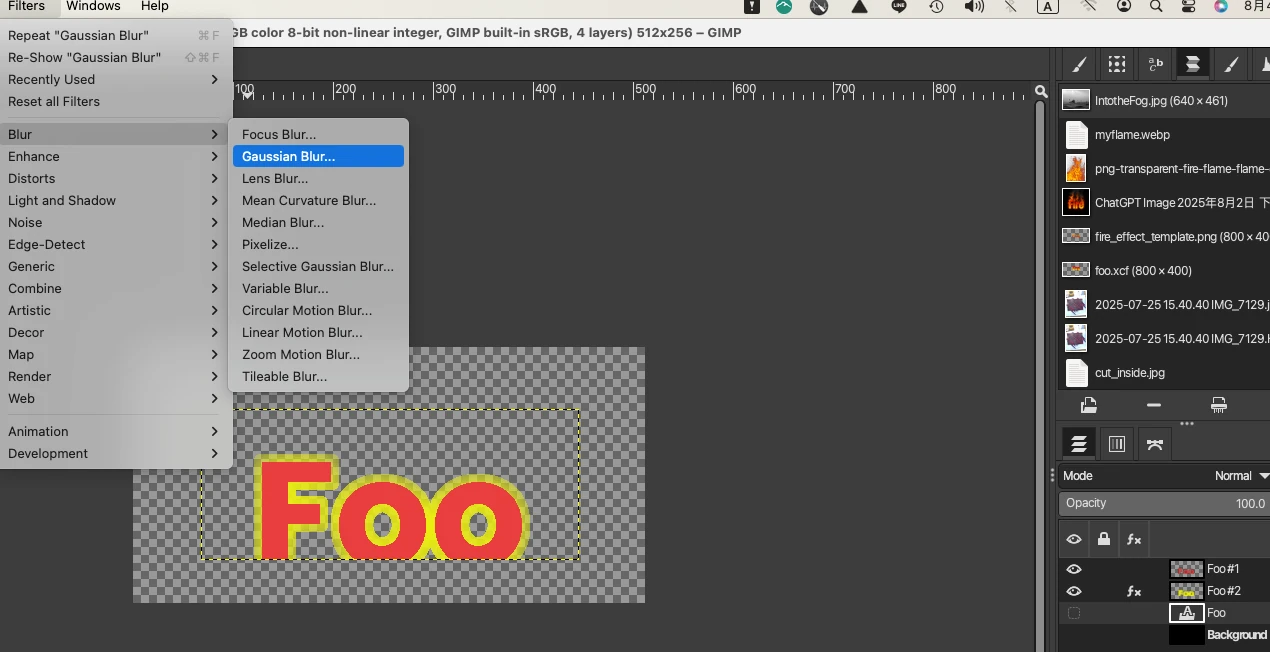 Filters Windows Help
LINE A 8月4
GB color 8-bit non-linear integer, GIMP built-in sRGB, 4 layers) 512x256 – GIMP
Repeat "Gaussian Blur" ⌘ F
Re-Show "Gaussian Blur" ⇧ ⌘ F
Recently Used
Reset all Filters
Blur
Enhance
Distorts
Light and Shadow
Noise
Edge-Detect
Generic
Combine
Artistic
Decor
Map
Render
Web
Animation
Development
Focus Blur...
Gaussian Blur...
Lens Blur...
Mean Curvature Blur...
Median Blur...
Pixelize...
Selective Gaussian Blur...
Variable Blur...
Circular Motion Blur...
Linear Motion Blur...
Zoom Motion Blur...
Tileable Blur...
100 200 300 400 500 600 700 800
Foo
IntotheFog.jpg (640 × 461)
myflame.webp
png-transparent-fire-flame-flame-
ChatGPT Image 2025年8月2日 下
fire_effect_template.png (800 × 40
foo.xcf (800 × 400)
2025-07-25 15.40.40 IMG_7129.j
2025-07-25 15.40.40 IMG_7129.
cut_inside.jpg
Mode Normal
Opacity 100.0
fx
Foo #1
fx Foo #2
Foo
Background